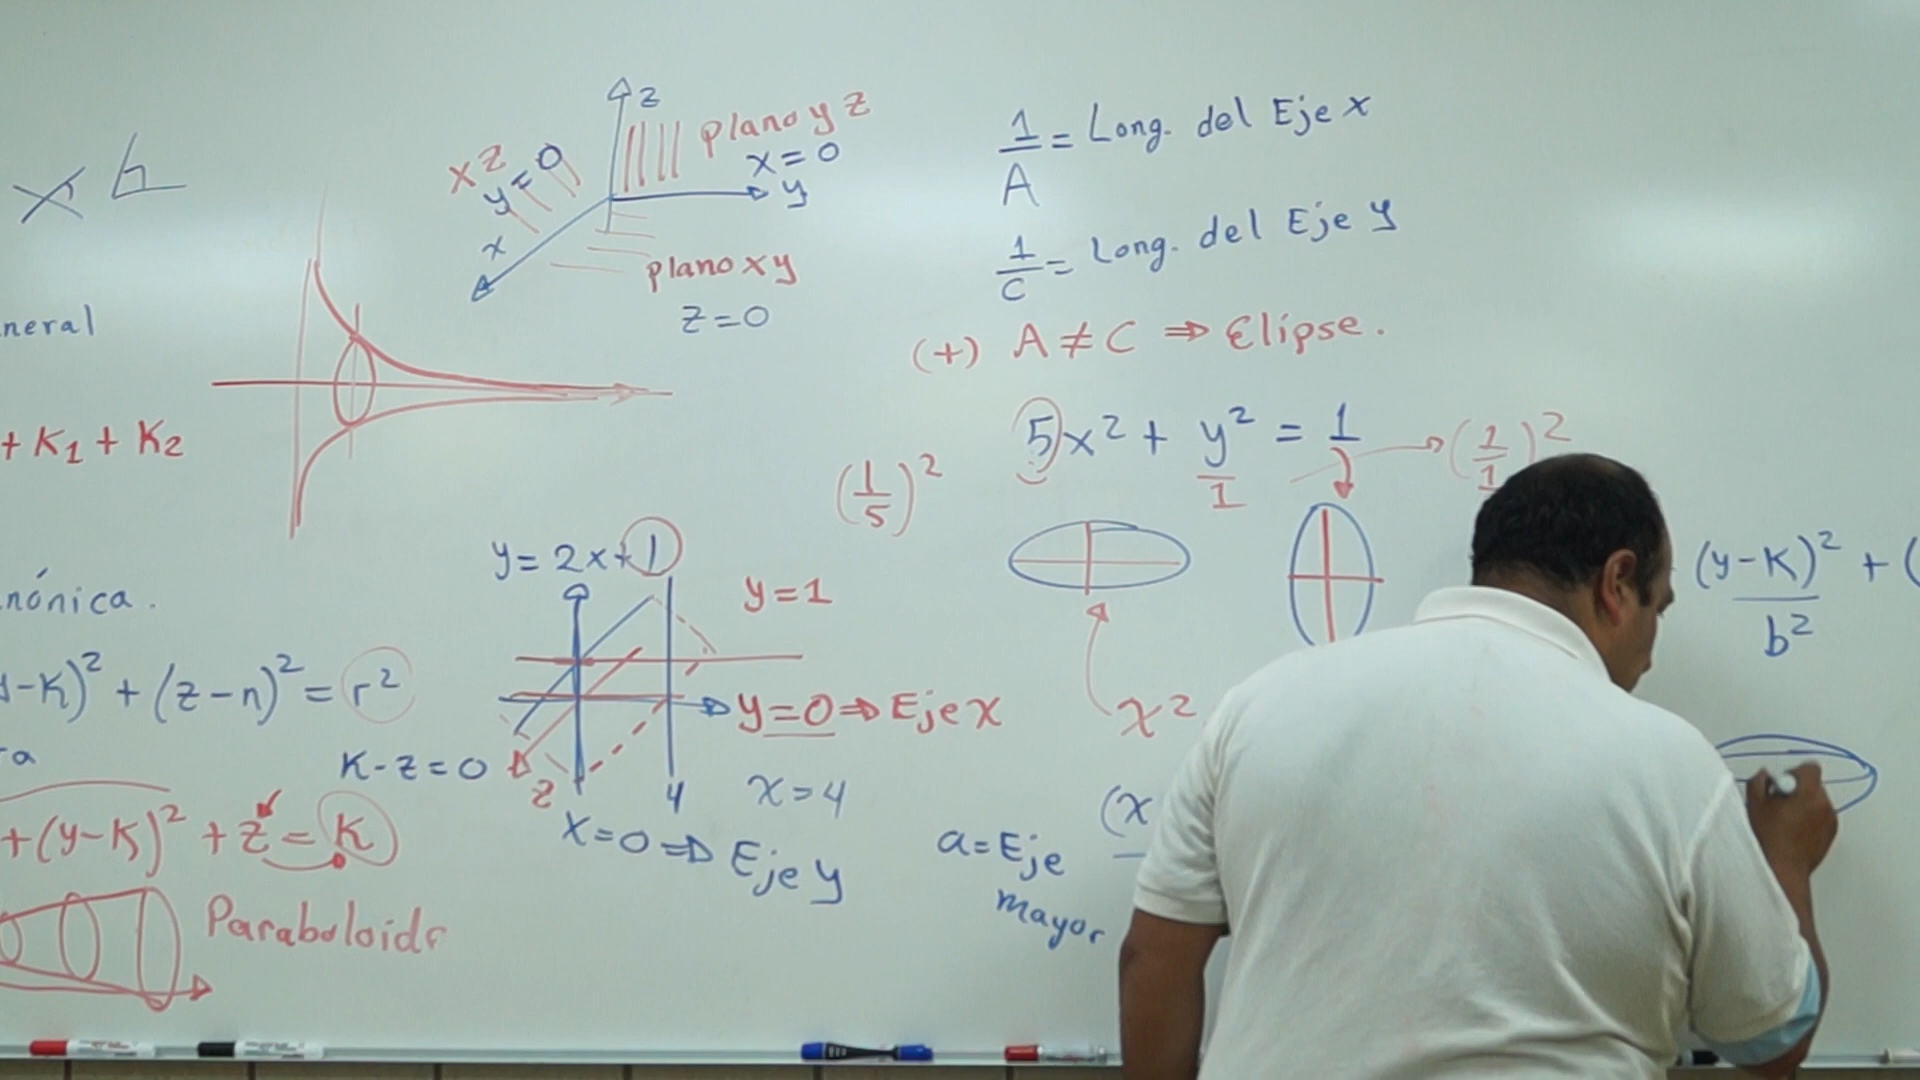 neral
+ K₁ + K₂
nónica.
y-K)² + (z-n)² = r²
ra
+(y-K)² + z = K
Paraboloide
z
plano y z
x=0
y
xz
y=0
x
plano xy
z=0
y= 2x+1
y=1
y=0 ⇒ Eje x
K-z=0
z
4
x=4
x=0 ⇒ Eje y
1/A = Long. del Eje x
1/C = Long. del Eje y
(+) A ≠ C ⇒ Elipse.
5x² + y²/1 = 1
(1/1)²
(1/5)²
x²
a=Eje mayor
(x
(y-K)²/b² + (